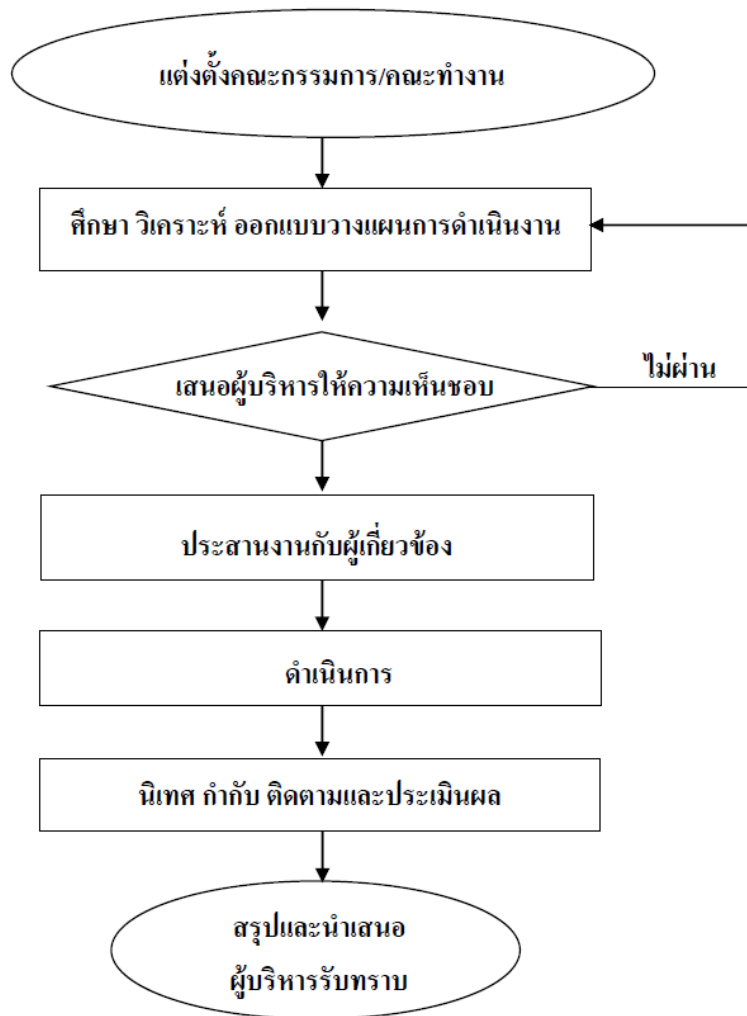 แต่งตั้งคณะกรรมการ/คณะทำงาน
ศึกษา วิเคราะห์ ออกแบบวางแผนการดำเนินงาน
เสนอผู้บริหารให้ความเห็นชอบ
ไม่ผ่าน
ประสานงานกับผู้เกี่ยวข้อง
ดำเนินการ
นิเทศ กำกับ ติดตามและประเมินผล
สรุปและนำเสนอ
ผู้บริหารรับทราบ